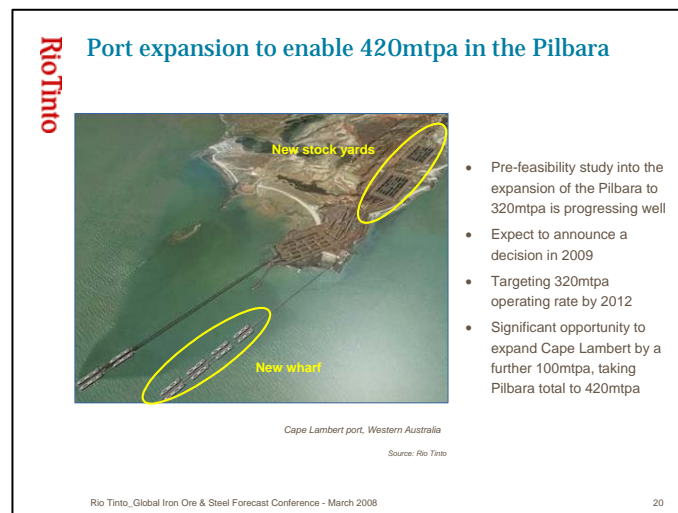 RioTinto
Port expansion to enable 420mtpa in the Pilbara
New stock yards
New wharf
• Pre-feasibility study into the
expansion of the Pilbara to
320mtpa is progressing well
• Expect to announce a
decision in 2009
• Targeting 320mtpa
operating rate by 2012
• Significant opportunity to
expand Cape Lambert by a
further 100mtpa, taking
Pilbara total to 420mtpa
Cape Lambert port, Western Australia
Source: Rio Tinto
Rio Tinto_Global Iron Ore & Steel Forecast Conference - March 2008
20